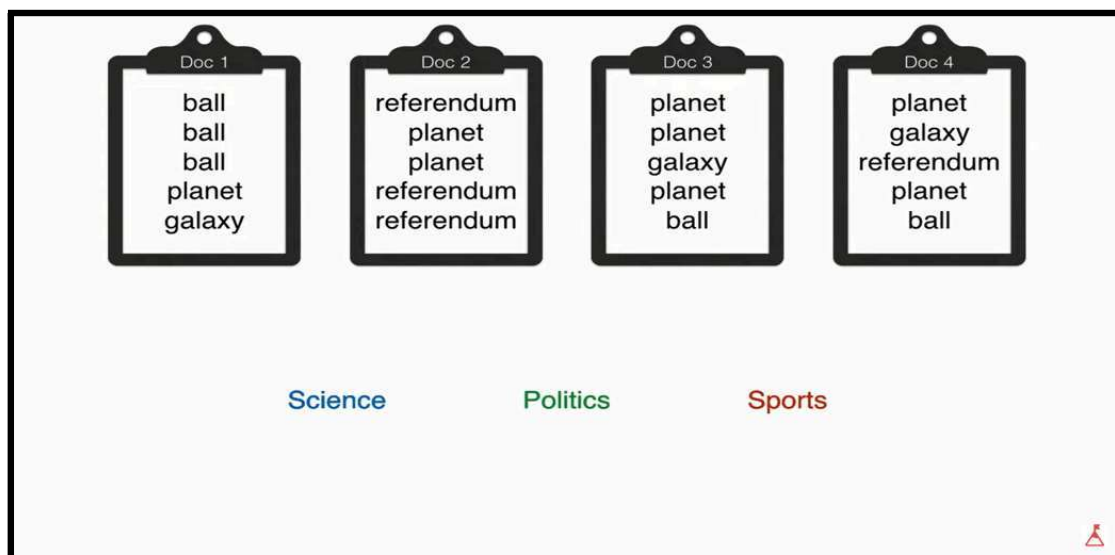 Doc 1
ball
ball
ball
planet
galaxy
Doc 2
referendum
planet
planet
referendum
referendum
Doc 3
planet
planet
galaxy
planet
ball
Doc 4
planet
galaxy
referendum
planet
ball
Science
Politics
Sports